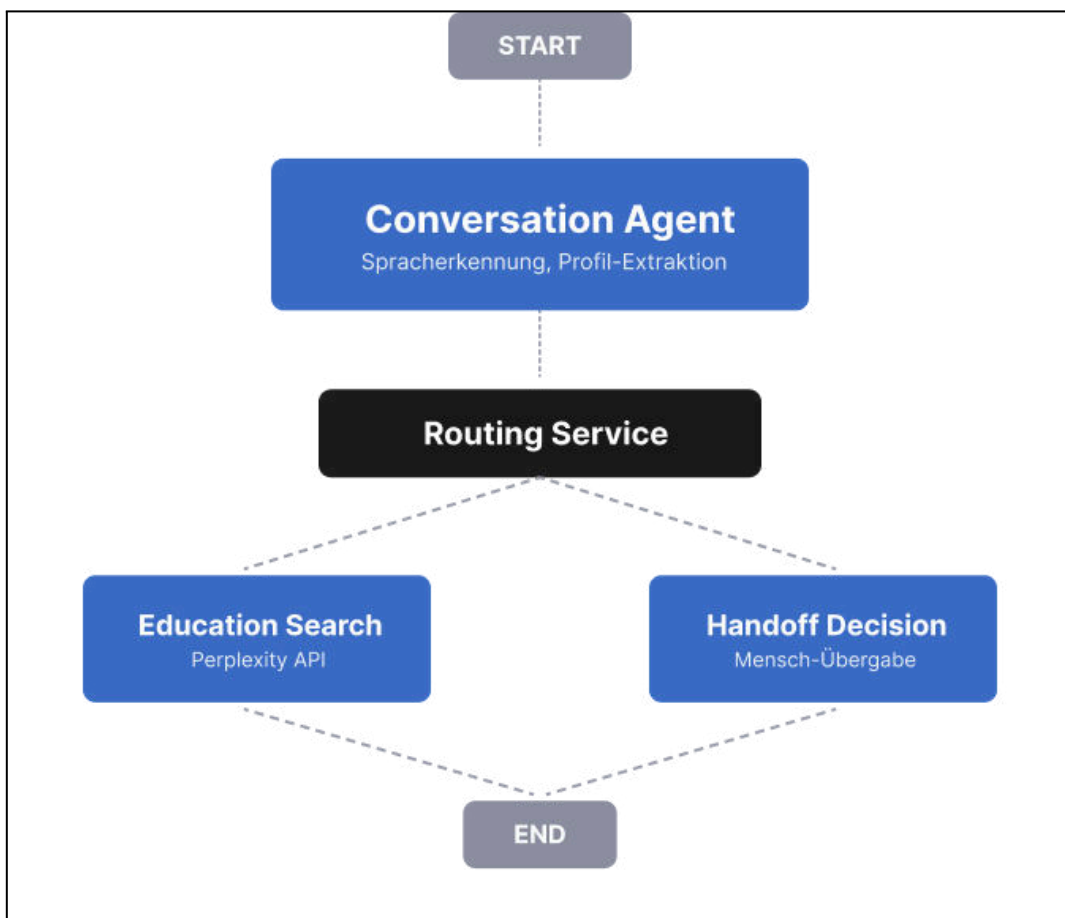 START
Conversation Agent
Spracherkennung, Profil-Extraktion
Routing Service
Education Search
Perplexity API
Handoff Decision
Mensch-Übergabe
END